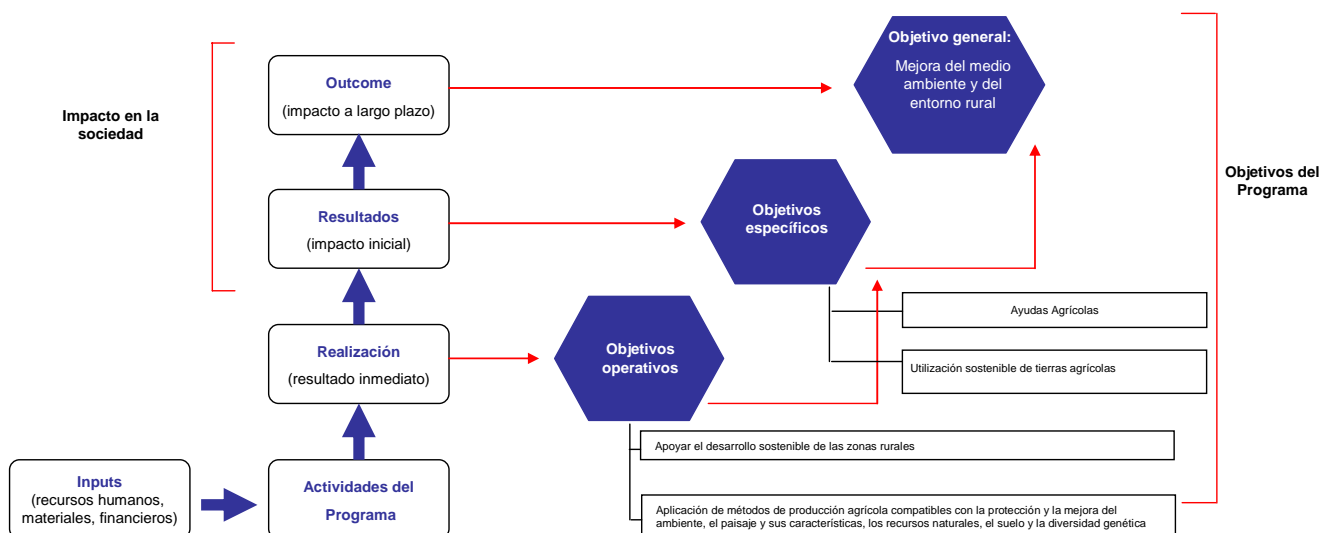 Objetivo general:
Mejora del medio
ambiente y del
entorno rural
Outcome
(impacto a largo plazo)
Impacto en la
sociedad
Objetivos del
Programa
Resultados
(impacto inicial)
Objetivos
específicos
Ayudas Agrícolas
Realización
(resultado inmediato)
Objetivos
operativos
Utilización sostenible de tierras agrícolas
Apoyar el desarrollo sostenible de las zonas rurales
Inputs
(recursos humanos,
materiales, financieros)
Actividades del
Programa
Aplicación de métodos de producción agrícola compatibles con la protección y la mejora del
ambiente, el paisaje y sus características, los recursos naturales, el suelo y la diversidad genética